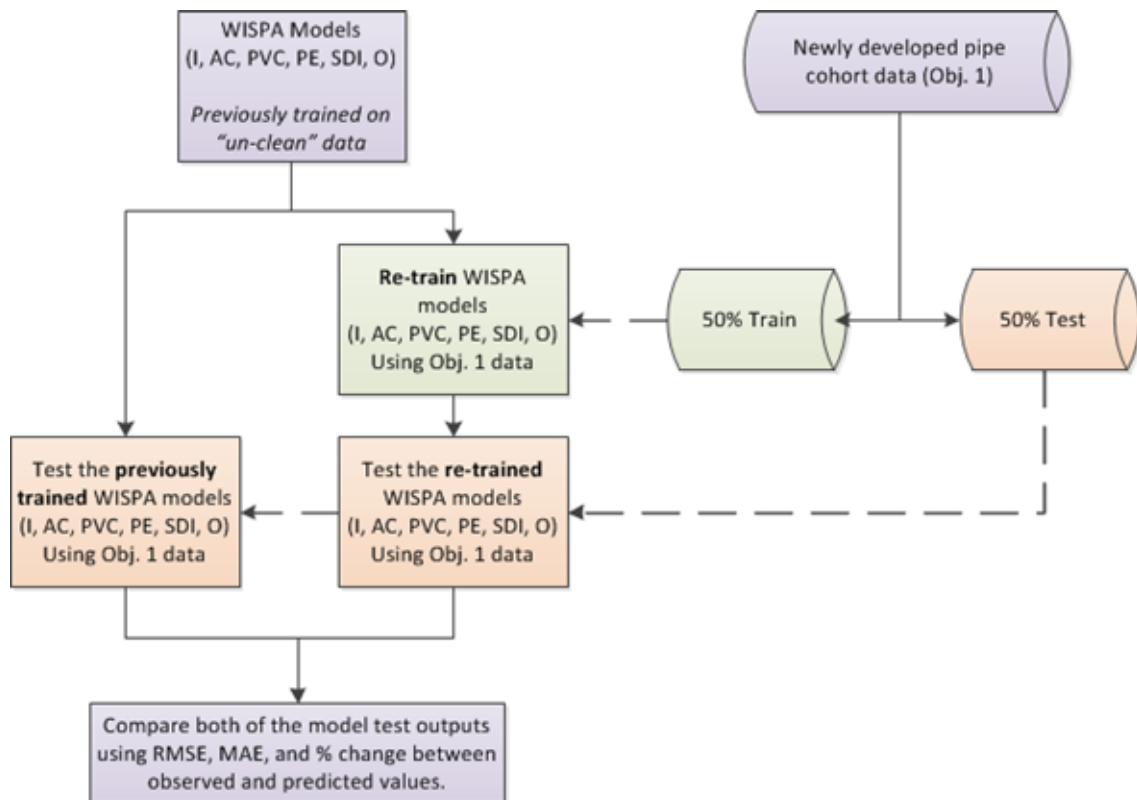 WISPA Models
(I, AC, PVC, PE, SDI, O)
Previously trained on
“un-clean” data
Newly developed pipe
cohort data (Obj. 1)
Re-train WISPA
models
(I, AC, PVC, PE, SDI, O)
Using Obj. 1 data
50% Train
50% Test
Test the previously
trained WISPA models
(I, AC, PVC, PE, SDI, O)
Using Obj. 1 data
Test the re-trained
WISPA models
(I, AC, PVC, PE, SDI, O)
Using Obj. 1 data
Compare both of the model test outputs
using RMSE, MAE, and % change between
observed and predicted values.